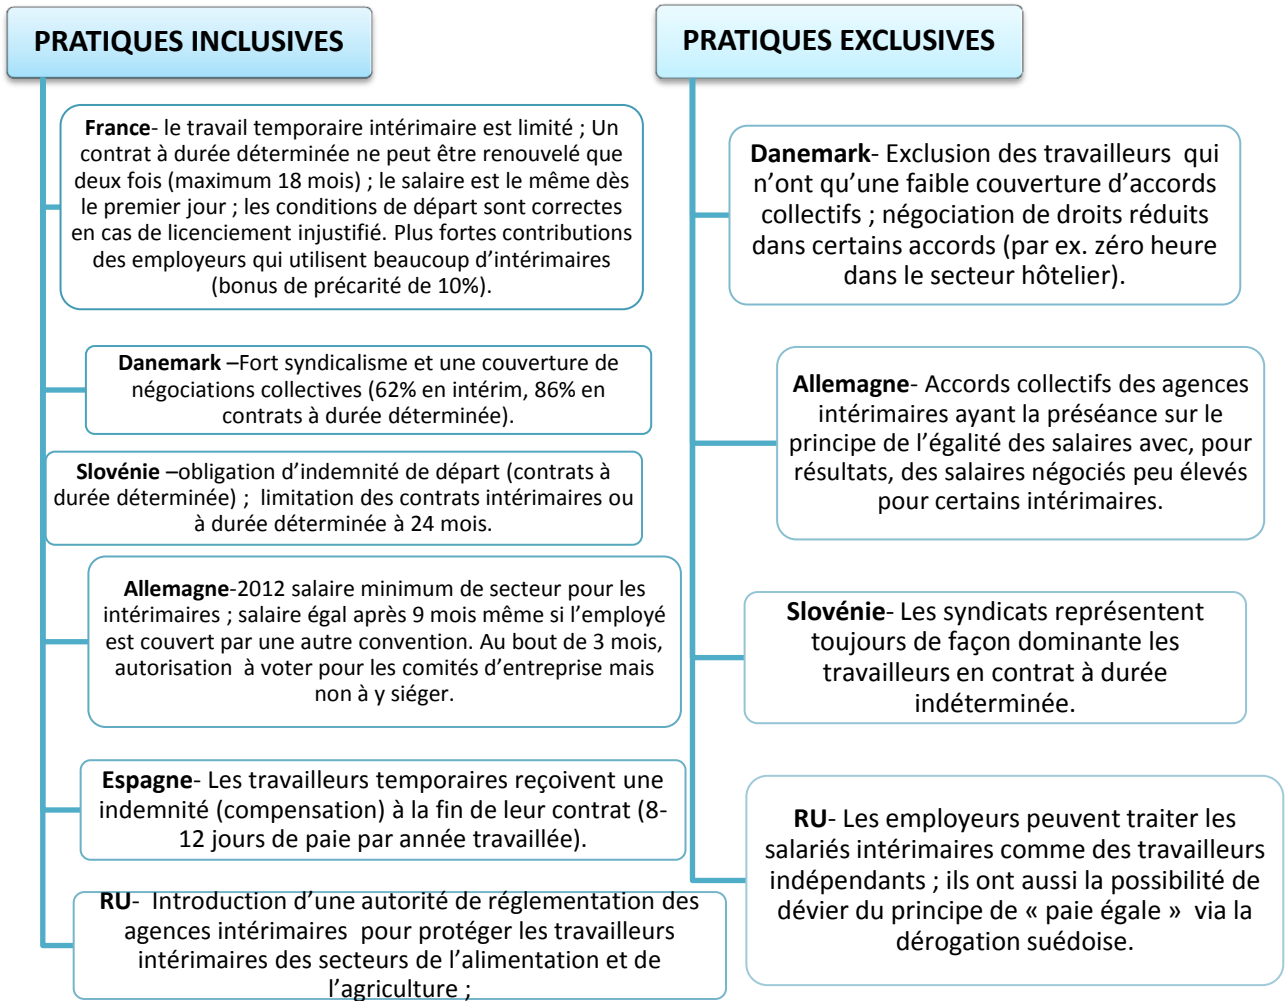 PRATIQUES INCLUSIVES
France- le travail temporaire intérimaire est limité ; Un
contrat à durée déterminée ne peut être renouvelé que
deux fois (maximum 18 mois) ; le salaire est le même dès
le premier jour ; les conditions de départ sont correctes
en cas de licenciement injustifié. Plus fortes contributions
des employeurs qui utilisent beaucoup d’intérimaires
(bonus de précarité de 10%).
Danemark –Fort syndicalisme et une couverture de
négociations collectives (62% en intérim, 86% en
contrats à durée déterminée).
Slovénie –obligation d’indemnité de départ (contrats à
durée déterminée) ; limitation des contrats intérimaires ou
à durée déterminée à 24 mois.
Allemagne-2012 salaire minimum de secteur pour les
intérimaires ; salaire égal après 9 mois même si l’employé
est couvert par une autre convention. Au bout de 3 mois,
autorisation à voter pour les comités d’entreprise mais
non à y siéger.
Espagne- Les travailleurs temporaires reçoivent une
indemnité (compensation) à la fin de leur contrat (8-
12 jours de paie par année travaillée).
RU- Introduction d’une autorité de réglementation des
agences intérimaires pour protéger les travailleurs
intérimaires des secteurs de l’alimentation et de
l’agriculture ;
PRATIQUES EXCLUSIVES
Danemark- Exclusion des travailleurs qui
n’ont qu’une faible couverture d’accords
collectifs ; négociation de droits réduits
dans certains accords (par ex. zéro heure
dans le secteur hôtelier).
Allemagne- Accords collectifs des agences
intérimaires ayant la préséance sur le
principe de l’égalité des salaires avec, pour
résultats, des salaires négociés peu élevés
pour certains intérimaires.
Slovénie- Les syndicats représentent
toujours de façon dominante les
travailleurs en contrat à durée
indéterminée.
RU- Les employeurs peuvent traiter les
salariés intérimaires comme des travailleurs
indépendants ; ils ont aussi la possibilité de
dévier du principe de « paie égale » via la
dérogation suédoise.